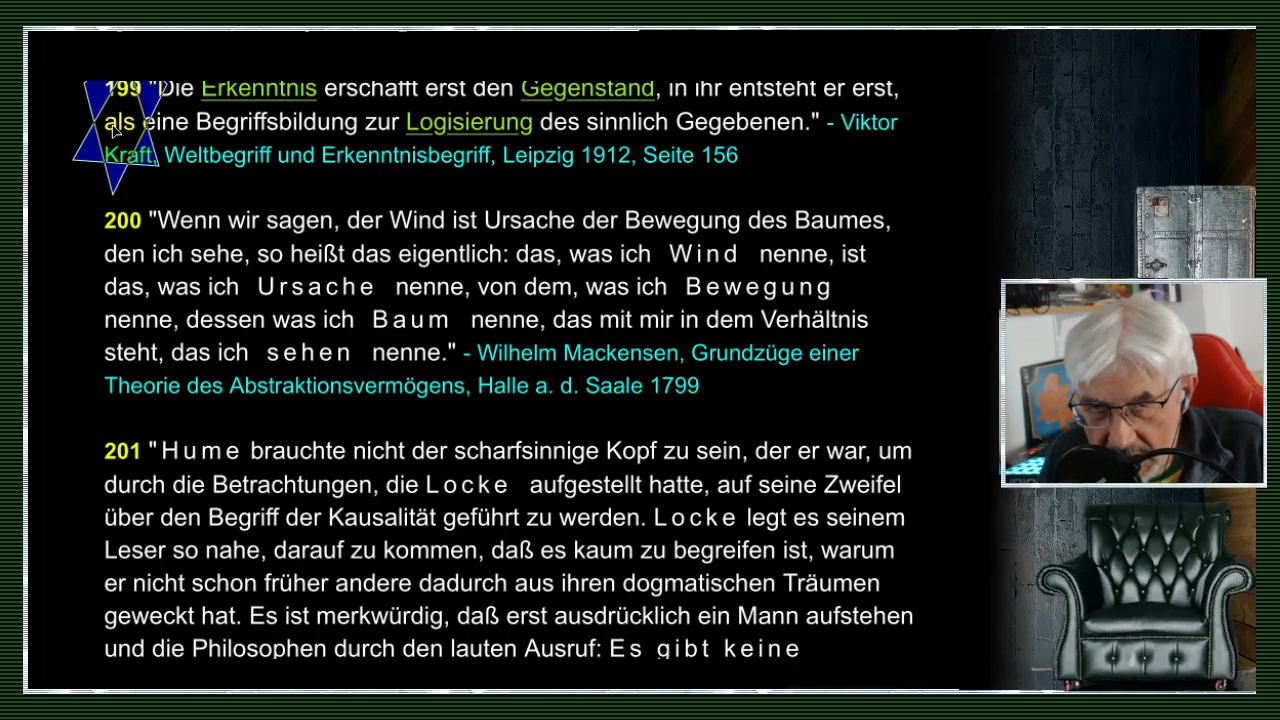 199 "Die Erkenntnis erschafft erst den Gegenstand, in ihr entsteht er erst,
als eine Begriffsbildung zur Logisierung des sinnlich Gegebenen." - Viktor
Kraft, Weltbegriff und Erkenntnisbegriff, Leipzig 1912, Seite 156
200 "Wenn wir sagen, der Wind ist Ursache der Bewegung des Baumes,
den ich sehe, so heißt das eigentlich: das, was ich Wind nenne, ist
das, was ich Ursache nenne, von dem, was ich Bewegung
nenne, dessen was ich Baum nenne, das mit mir in dem Verhältnis
steht, das ich sehen nenne." - Wilhelm Mackensen, Grundzüge einer
Theorie des Abstraktionsvermögens, Halle a. d. Saale 1799
201 "Hume brauchte nicht der scharfsinnige Kopf zu sein, der er war, um
durch die Betrachtungen, die Locke aufgestellt hatte, auf seine Zweifel
über den Begriff der Kausalität geführt zu werden. Locke legt es seinem
Leser so nahe, darauf zu kommen, daß es kaum zu begreifen ist, warum
er nicht schon früher andere dadurch aus ihren dogmatischen Träumen
geweckt hat. Es ist merkwürdig, daß erst ausdrücklich ein Mann aufstehen
und die Philosophen durch den lauten Ausruf: Es gibt keine